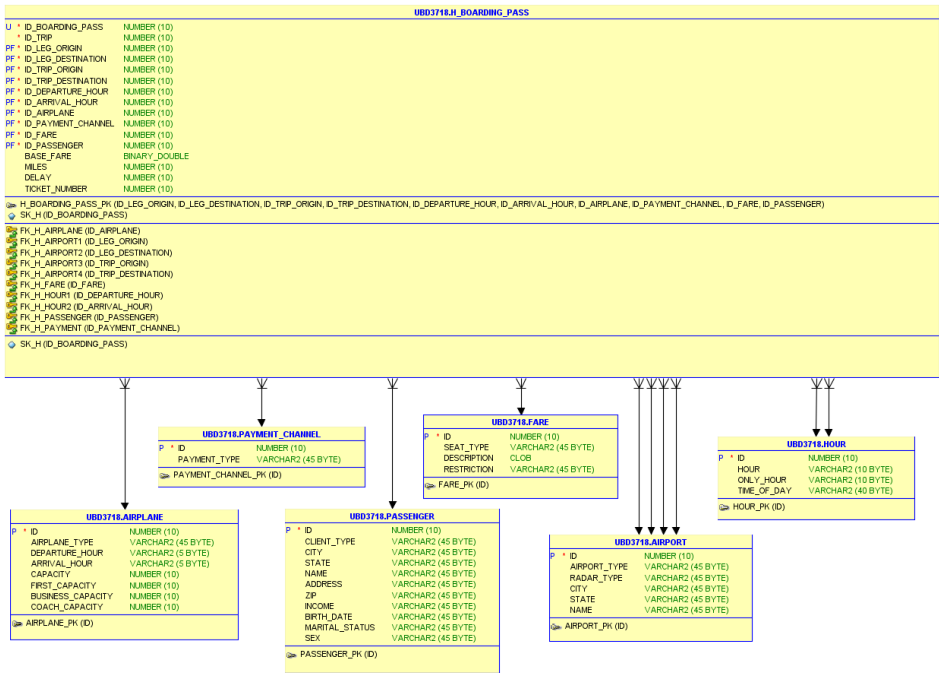 UBD3718.H_BOARDING_PASS
U * ID_BOARDING_PASS NUMBER (10)
* ID_TRIP NUMBER (10)
PF * ID_LEG_ORIGIN NUMBER (10)
PF * ID_LEG_DESTINATION NUMBER (10)
PF * ID_TRIP_ORIGIN NUMBER (10)
PF * ID_TRIP_DESTINATION NUMBER (10)
PF * ID_DEPARTURE_HOUR NUMBER (10)
PF * ID_ARRIVAL_HOUR NUMBER (10)
PF * ID_AIRPLANE NUMBER (10)
PF * ID_PAYMENT_CHANNEL NUMBER (10)
PF * ID_FARE NUMBER (10)
PF * ID_PASSENGER NUMBER (10)
BASE_FARE BINARY_DOUBLE
MILES NUMBER (10)
DELAY NUMBER (10)
TICKET_NUMBER NUMBER (10)
H_BOARDING_PASS_PK (ID_LEG_ORIGIN, ID_LEG_DESTINATION, ID_TRIP_ORIGIN, ID_TRIP_DESTINATION, ID_DEPARTURE_HOUR, ID_ARRIVAL_HOUR, ID_AIRPLANE, ID_PAYMENT_CHANNEL, ID_FARE, ID_PASSENGER)
SK_H (ID_BOARDING_PASS)
FK_H_AIRPLANE (ID_AIRPLANE)
FK_H_AIRPORT1 (ID_LEG_ORIGIN)
FK_H_AIRPORT2 (ID_LEG_DESTINATION)
FK_H_AIRPORT3 (ID_TRIP_ORIGIN)
FK_H_AIRPORT4 (ID_TRIP_DESTINATION)
FK_H_FARE (ID_FARE)
FK_H_HOUR1 (ID_DEPARTURE_HOUR)
FK_H_HOUR2 (ID_ARRIVAL_HOUR)
FK_H_PASSENGER (ID_PASSENGER)
FK_H_PAYMENT (ID_PAYMENT_CHANNEL)
SK_H (ID_BOARDING_PASS)
UBD3718.PAYMENT_CHANNEL
P * ID NUMBER (10)
PAYMENT_TYPE VARCHAR2 (45 BYTE)
PAYMENT_CHANNEL_PK (ID)
UBD3718.FARE
P * ID NUMBER (10)
SEAT_TYPE VARCHAR2 (45 BYTE)
DESCRIPTION CLOB
RESTRICTION VARCHAR2 (45 BYTE)
FARE_PK (ID)
UBD3718.HOUR
P * ID NUMBER (10)
HOUR VARCHAR2 (10 BYTE)
ONLY_HOUR VARCHAR2 (10 BYTE)
TIME_OF_DAY VARCHAR2 (40 BYTE)
HOUR_PK (ID)
UBD3718.AIRPLANE
P * ID NUMBER (10)
AIRPLANE_TYPE VARCHAR2 (45 BYTE)
DEPARTURE_HOUR VARCHAR2 (5 BYTE)
ARRIVAL_HOUR VARCHAR2 (5 BYTE)
CAPACITY NUMBER (10)
FIRST_CAPACITY NUMBER (10)
BUSINESS_CAPACITY NUMBER (10)
COACH_CAPACITY NUMBER (10)
AIRPLANE_PK (ID)
UBD3718.PASSENGER
P * ID NUMBER (10)
CLIENT_TYPE VARCHAR2 (45 BYTE)
CITY VARCHAR2 (45 BYTE)
STATE VARCHAR2 (45 BYTE)
NAME VARCHAR2 (45 BYTE)
ADDRESS VARCHAR2 (45 BYTE)
ZIP VARCHAR2 (45 BYTE)
INCOME VARCHAR2 (45 BYTE)
BIRTH_DATE VARCHAR2 (45 BYTE)
MARITAL_STATUS VARCHAR2 (45 BYTE)
SEX VARCHAR2 (45 BYTE)
PASSENGER_PK (ID)
UBD3718.AIRPORT
P * ID NUMBER (10)
AIRPORT_TYPE VARCHAR2 (45 BYTE)
RADAR_TYPE VARCHAR2 (45 BYTE)
CITY VARCHAR2 (45 BYTE)
STATE VARCHAR2 (45 BYTE)
NAME VARCHAR2 (45 BYTE)
AIRPORT_PK (ID)